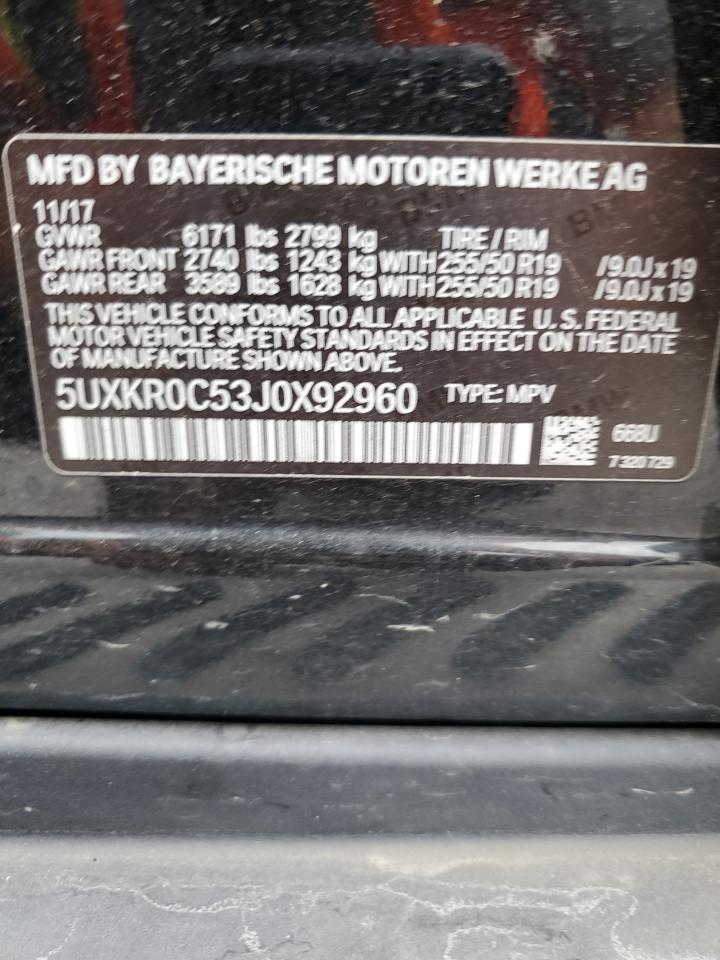 MFD BY BAYERISCHE MOTOREN WERKE AG
11/17
GVWR 6171 lbs 2799 kg TIRE / RIM
GAWR FRONT 2740 lbs 1243 kg WITH 255/50 R19 /9.0J x 19
GAWR REAR 3589 lbs 1628 kg WITH 255/50 R19 /9.0J x 19
THIS VEHICLE CONFORMS TO ALL APPLICABLE U.S. FEDERAL
MOTOR VEHICLE SAFETY STANDARDS IN EFFECT ON THE DATE
OF MANUFACTURE SHOWN ABOVE.
5UXKR0C53J0X92960 TYPE: MPV
668U
7 320 729